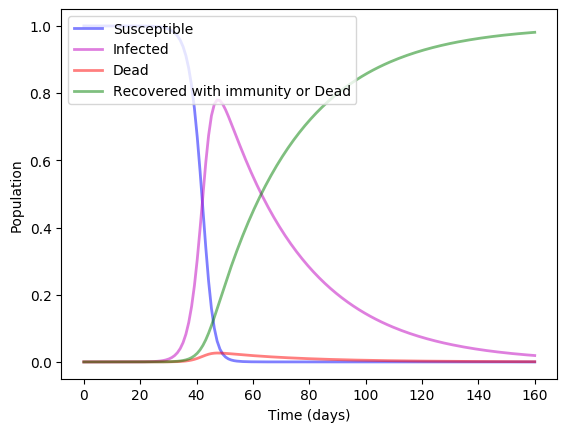 Susceptible
Infected
Dead
Recovered with immunity or Dead
Population
1.0
0.8
0.6
0.4
0.2
0.0
0 20 40 60 80 100 120 140 160
Time (days)